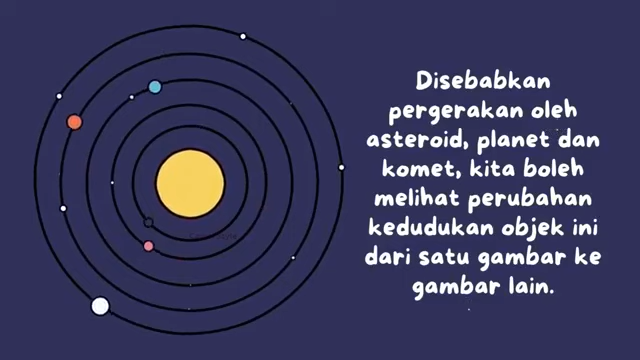 Disebabkan
pergerakan oleh
asteroid, planet dan
komet, kita boleh
melihat perubahan
kedudukan objek ini
dari satu gambar ke
gambar lain.